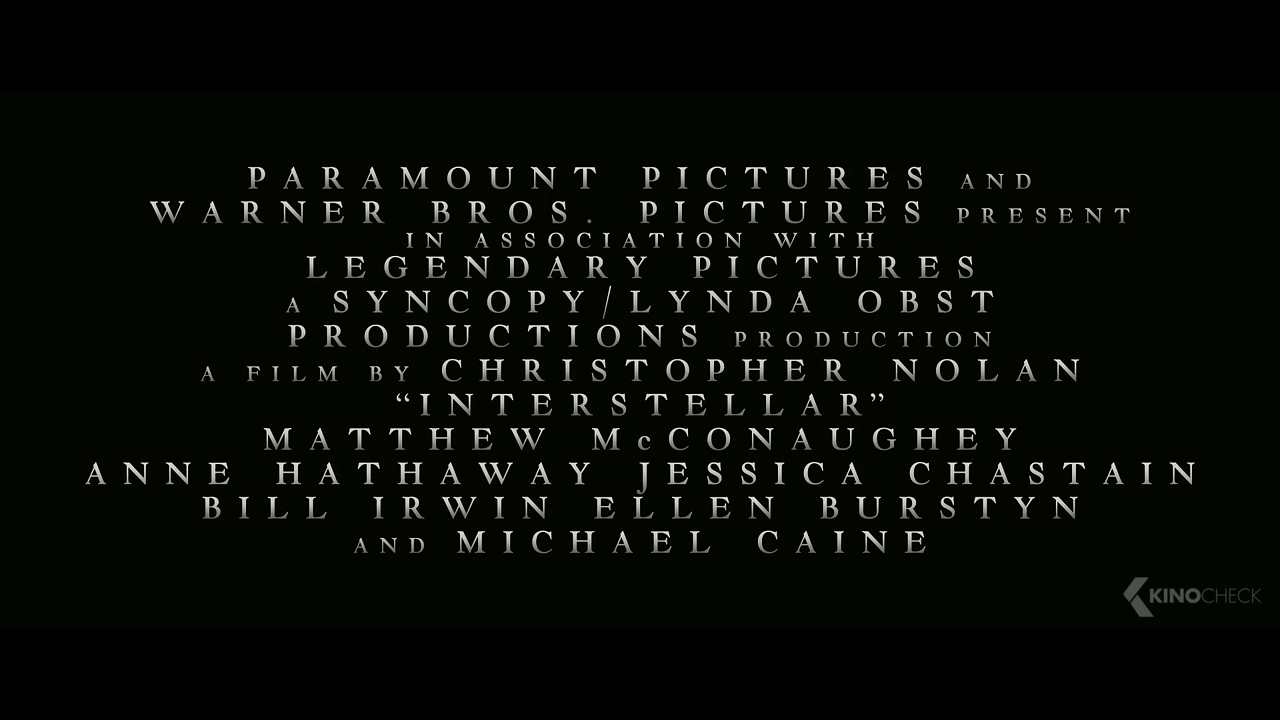 PARAMOUNT PICTURES AND
WARNER BROS. PICTURES PRESENT
IN ASSOCIATION WITH
LEGENDARY PICTURES
A SYNCOPY/LYNDA OBST
PRODUCTIONS PRODUCTION
A FILM BY CHRISTOPHER NOLAN
“INTERSTELLAR”
MATTHEW McCONAUGHEY
ANNE HATHAWAY JESSICA CHASTAIN
BILL IRWIN ELLEN BURSTYN
AND MICHAEL CAINE
KINOCHECK